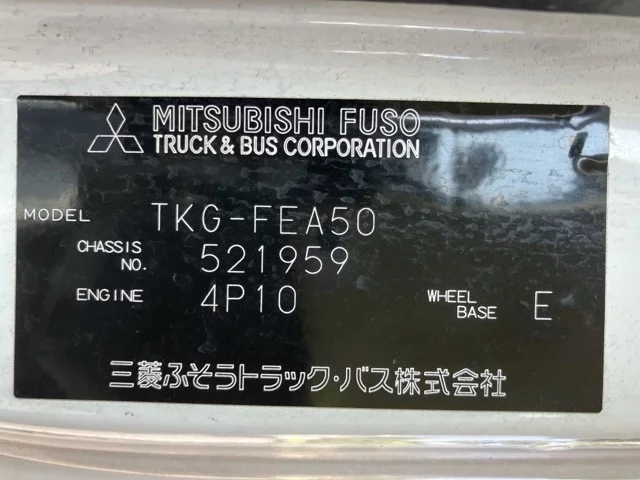 MITSUBISHI FUSO
TRUCK & BUS CORPORATION
MODEL TKG-FEA50
CHASSIS NO. 521959
ENGINE 4P10 WHEEL BASE E
三菱ふそうトラック・バス株式会社